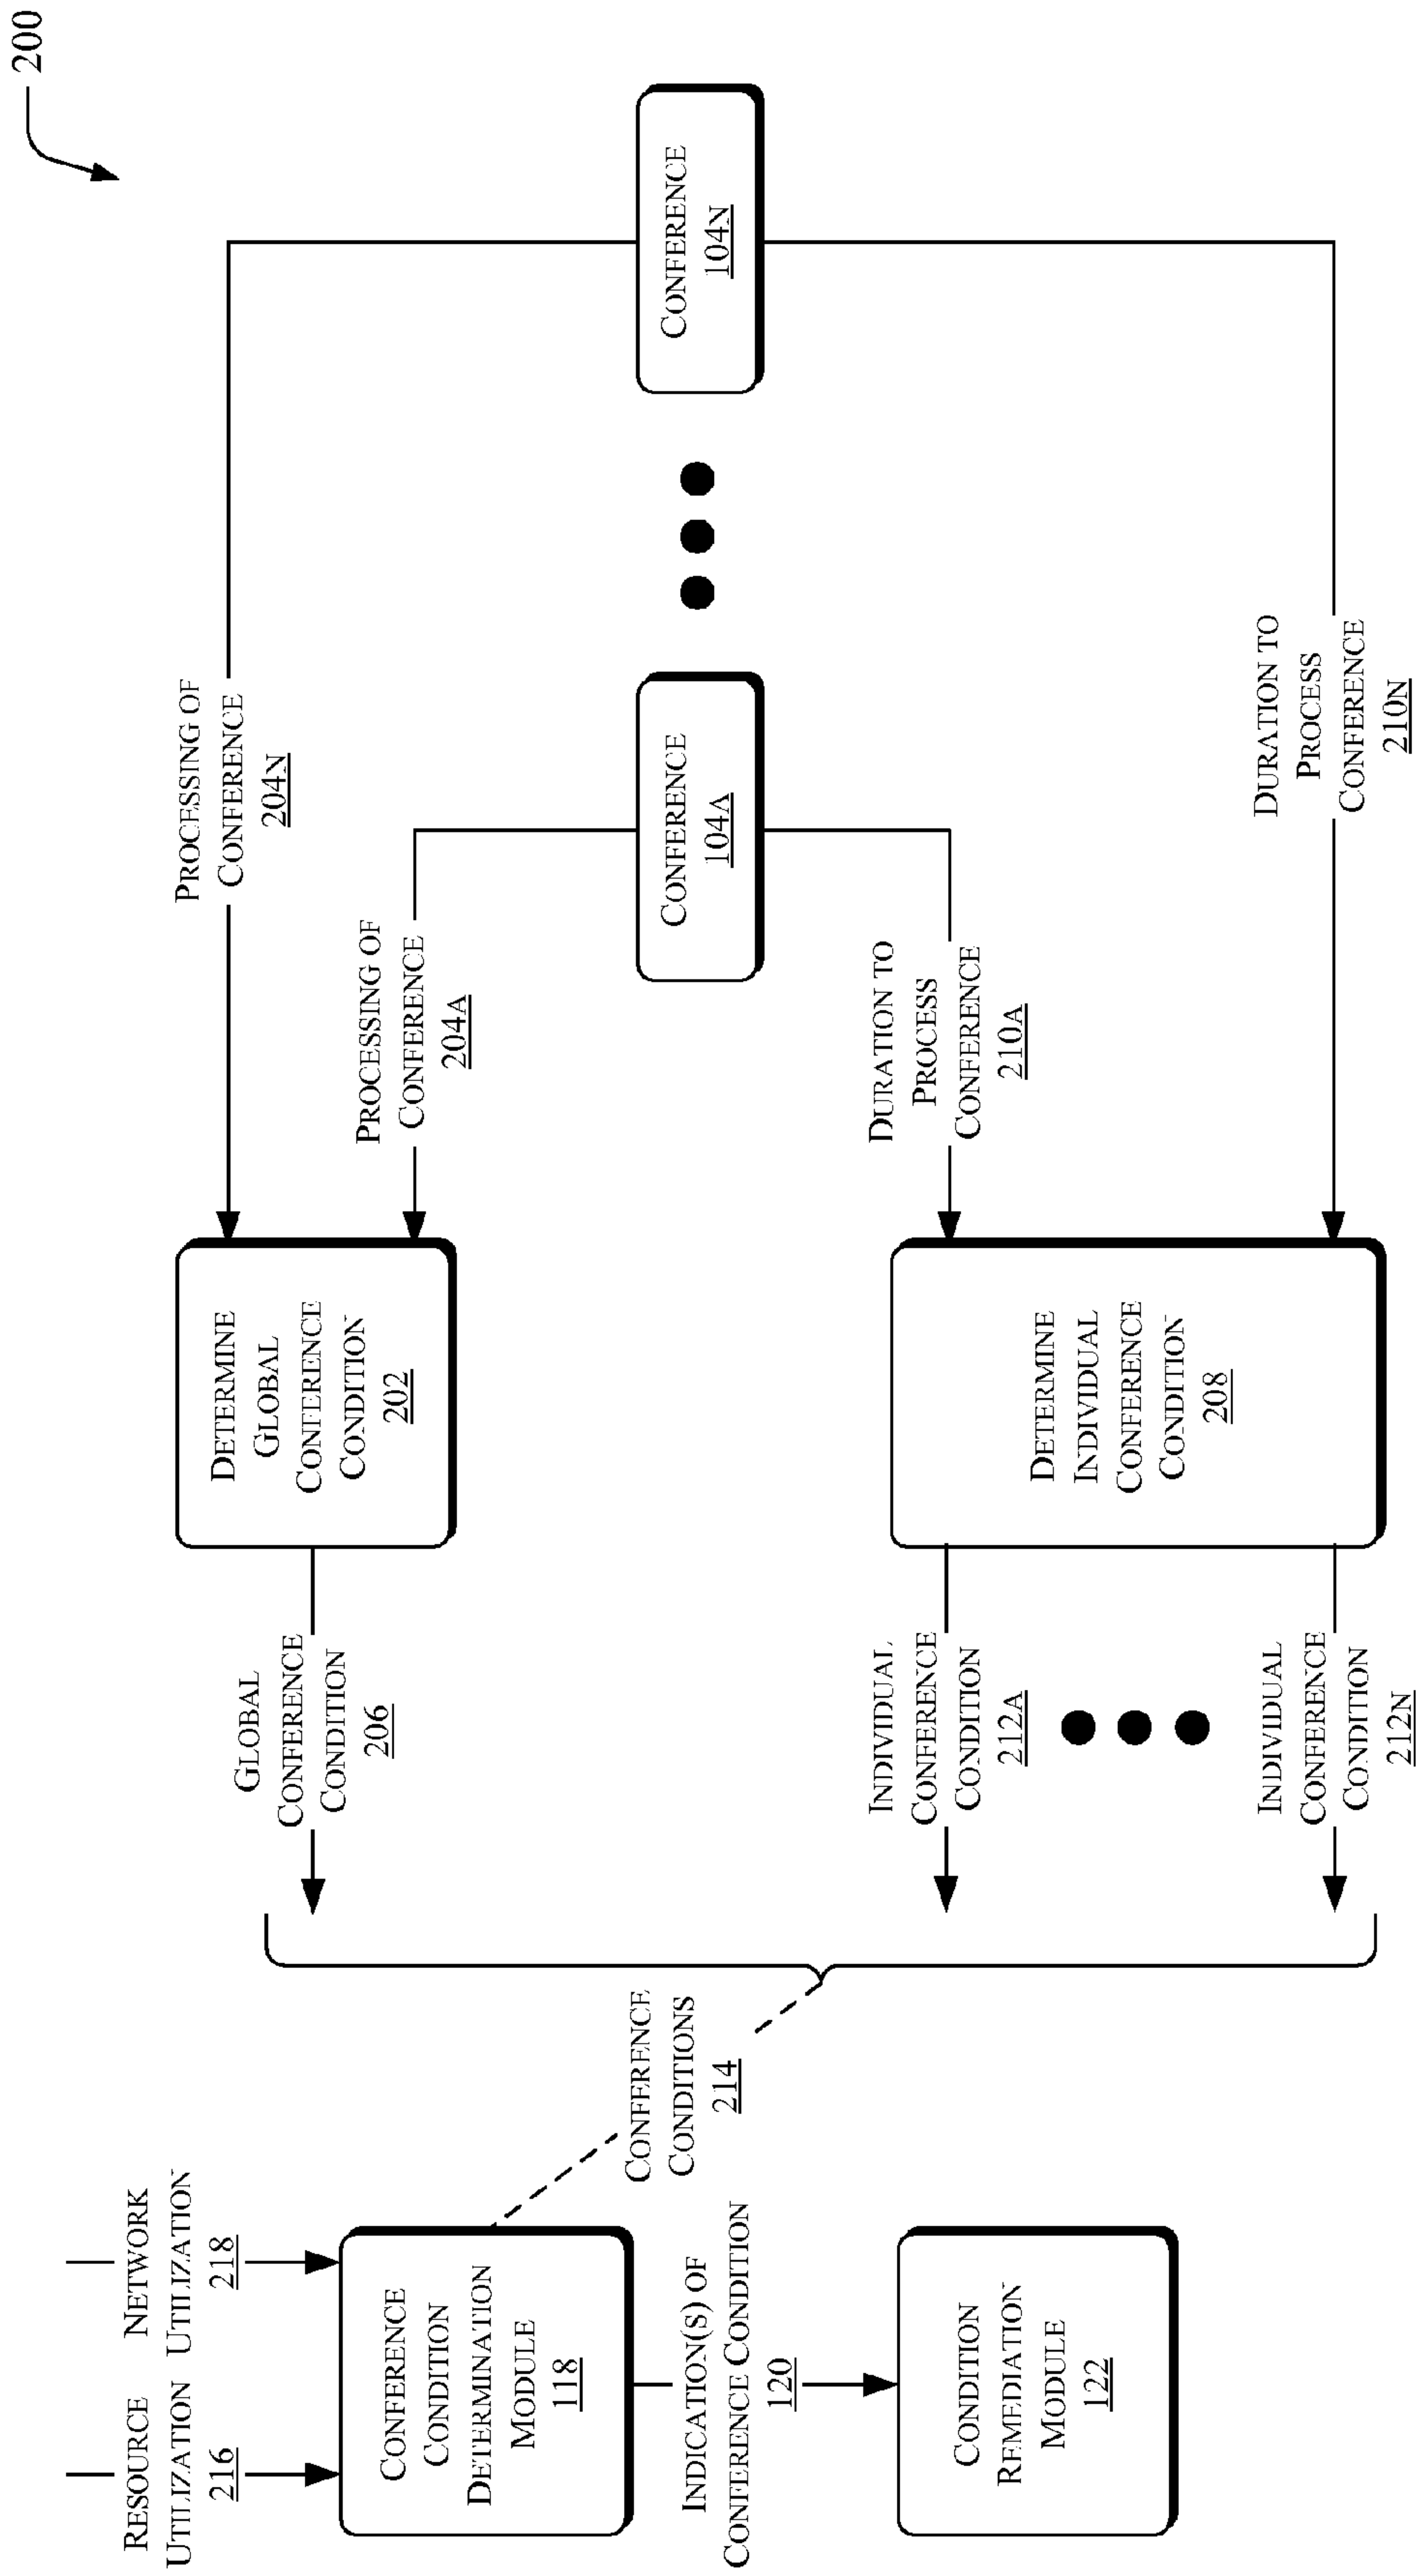 200
RESOURCE
UTILIZATION
216
NETWORK
UTILIZATION
218
CONFERENCE
CONDITION
DETERMINATION
MODULE
118
INDICATION(S) OF
CONFERENCE CONDITION
120
CONDITION
REMEDIATION
MODULE
122
CONFERENCE
CONDITIONS
214
GLOBAL
CONFERENCE
CONDITION
206
DETERMINE
GLOBAL
CONFERENCE
CONDITION
202
PROCESSING OF
CONFERENCE
204N
PROCESSING OF
CONFERENCE
204A
CONFERENCE
104A
CONFERENCE
104N
INDIVIDUAL
CONFERENCE
CONDITION
212A
INDIVIDUAL
CONFERENCE
CONDITION
212N
DETERMINE
INDIVIDUAL
CONFERENCE
CONDITION
208
DURATION TO
PROCESS
CONFERENCE
210A
DURATION TO
PROCESS
CONFERENCE
210N